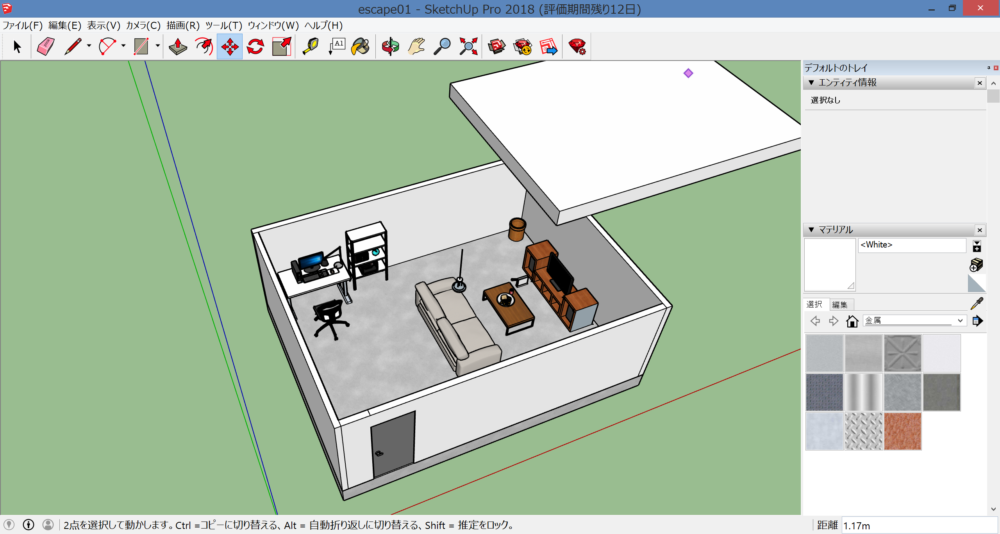 escape01 - SketchUp Pro 2018 (評価期間残り12日)
ファイル(F) 編集(E) 表示(V) カメラ(C) 描画(R) ツール(T) ウィンドウ(W) ヘルプ(H)
pink
A1
デフォルトのトレイ
▼ エンティティ情報
選択なし
▼ マテリアル
<White>
選択 編集
金属
2点を選択して動かします。Ctrl =コピーに切り替える、Alt = 自動折り返しに切り替える、Shift = 推定をロック。
距離 1.17m